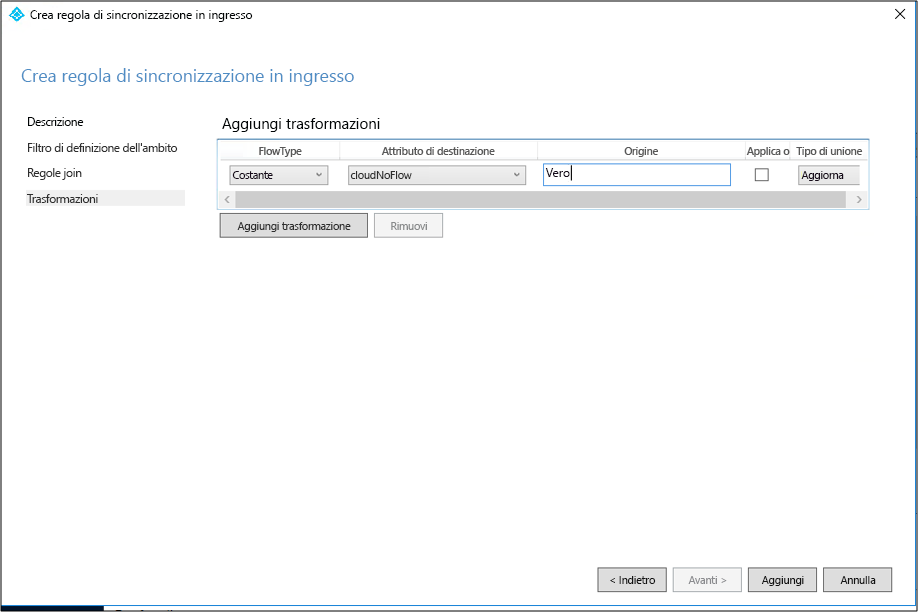 Crea regola di sincronizzazione in ingresso
Crea regola di sincronizzazione in ingresso
Descrizione
Filtro di definizione dell'ambito
Regole join
Trasformazioni
Aggiungi trasformazioni
FlowType Attributo di destinazione Origine Applica o Tipo di unione
Costante cloudNoFlow Vero Aggiorna
Aggiungi trasformazione Rimuovi
< Indietro Avanti > Aggiungi Annulla